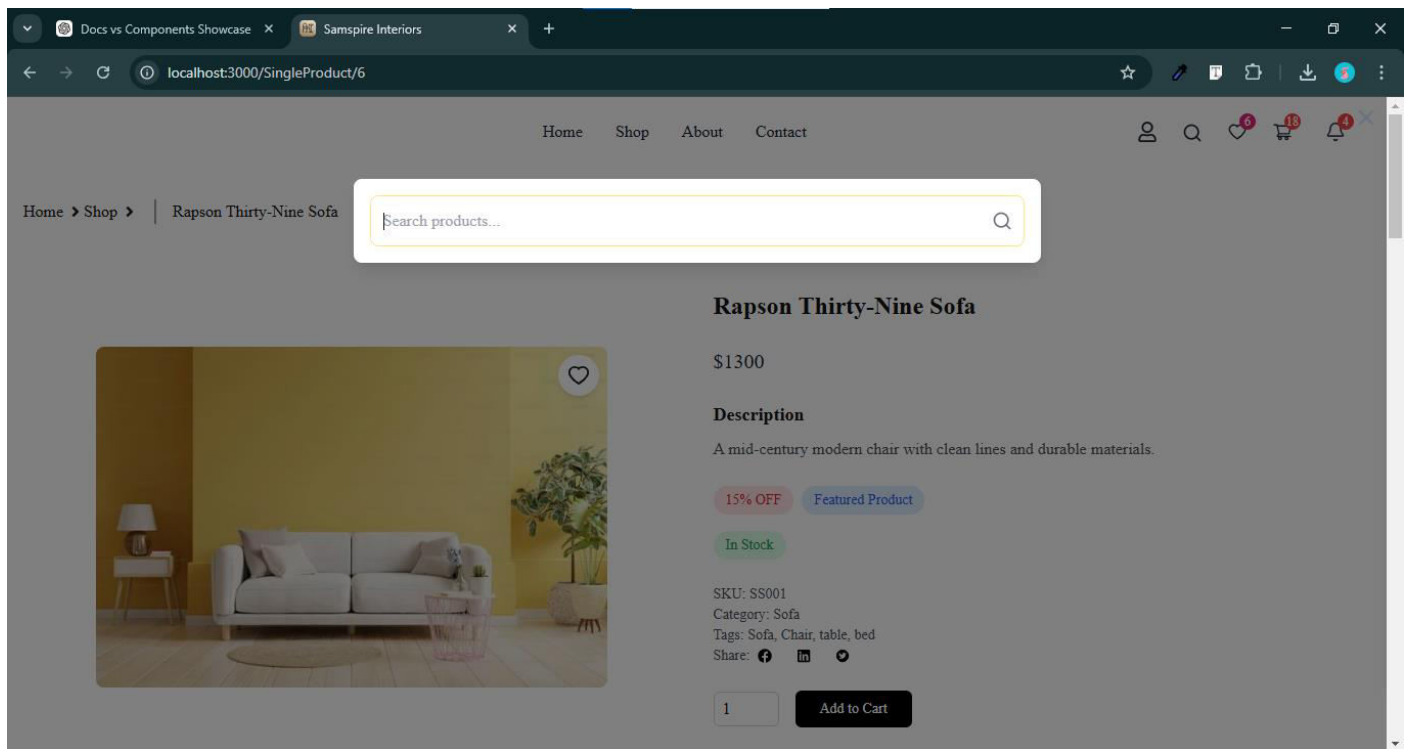 Docs vs Components Showcase
Samspire Interiors
localhost:3000/SingleProduct/6
Home Shop About Contact
6 18 4
Home Shop Rapson Thirty-Nine Sofa
Search products...
Rapson Thirty-Nine Sofa
$1300
Description
A mid-century modern chair with clean lines and durable materials.
15% OFF Featured Product
In Stock
SKU: SS001
Category: Sofa
Tags: Sofa, Chair, table, bed
Share:
1 Add to Cart